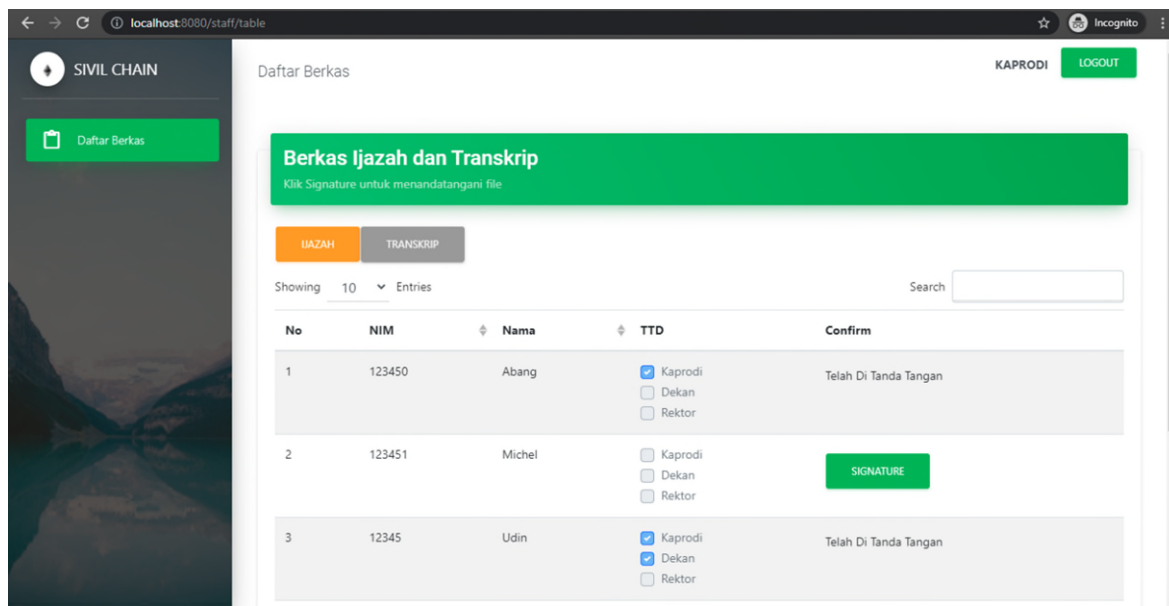 localhost:8080/staff/table
Incognito
SIVIL CHAIN
Daftar Berkas
KAPRODI
LOGOUT
Daftar Berkas
Berkas Ijazah dan Transkrip
Klik Signature untuk menandatangani file
IJAZAH
TRANSKRIP
Showing 10 Entries
Search
No NIM Nama TTD Confirm
1 123450 Abang Kaprodi Telah Di Tanda Tangan
Dekan
Rektor
2 123451 Michel Kaprodi
Dekan SIGNATURE
Rektor
3 12345 Udin Kaprodi Telah Di Tanda Tangan
Dekan
Rektor